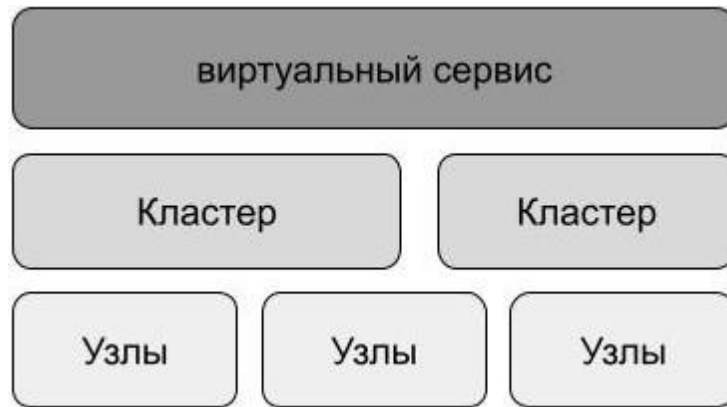 виртуальный сервис
Кластер Кластер
Узлы Узлы Узлы